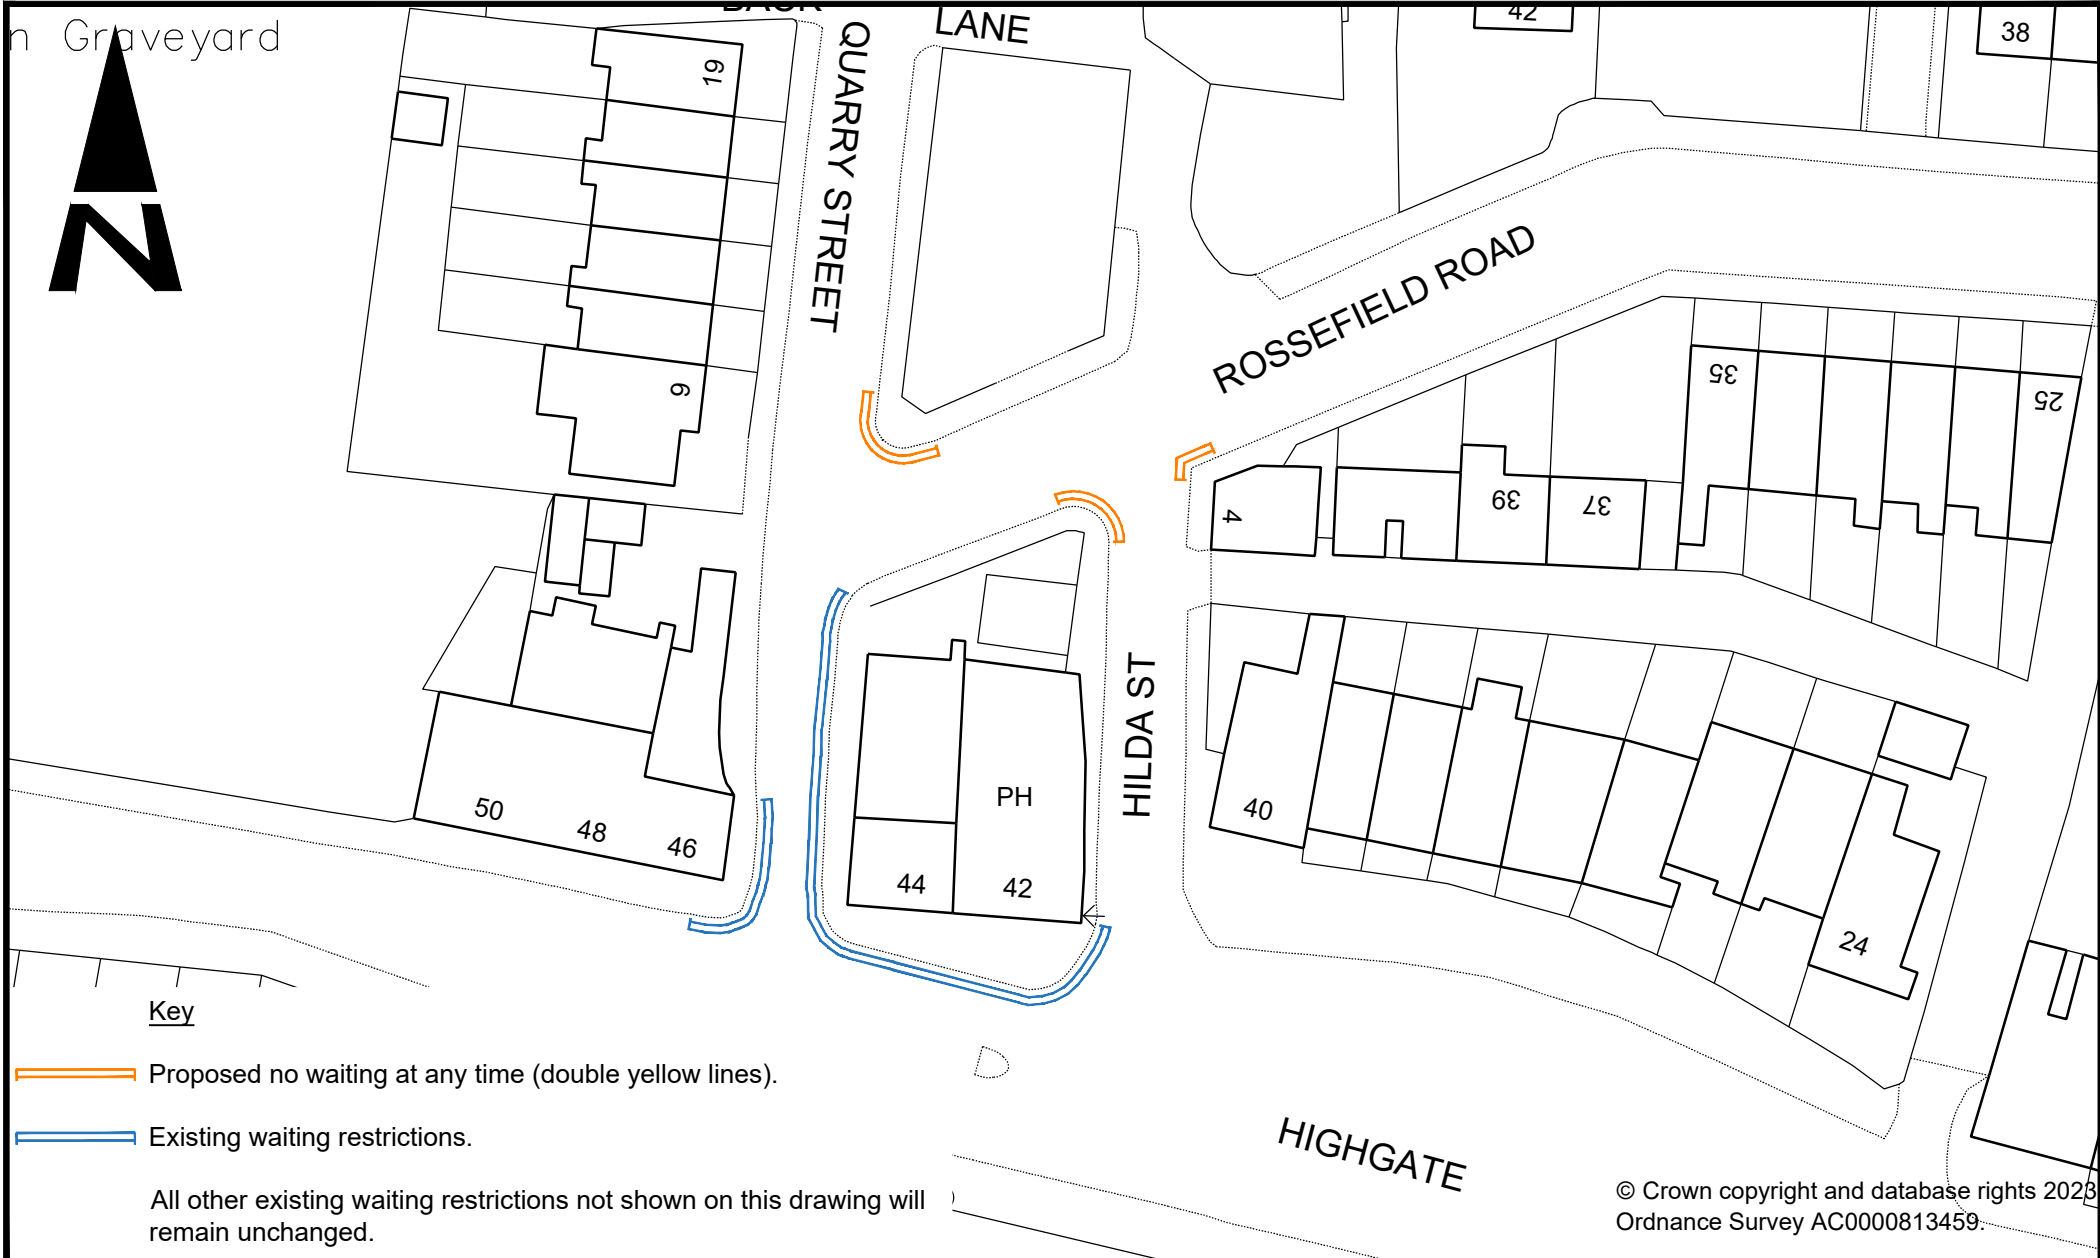 BACK
LANE
42
38
n Graveyard
N
19
QUARRY STREET
ROSSEFIELD ROAD
9
35
25
39
37
4
HILDA ST
PH
50
48
46
44
42
40
24
Key
Proposed no waiting at any time (double yellow lines).
Existing waiting restrictions.
All other existing waiting restrictions not shown on this drawing will
remain unchanged.
HIGHGATE
© Crown copyright and database rights 2023
Ordnance Survey AC0000813459.